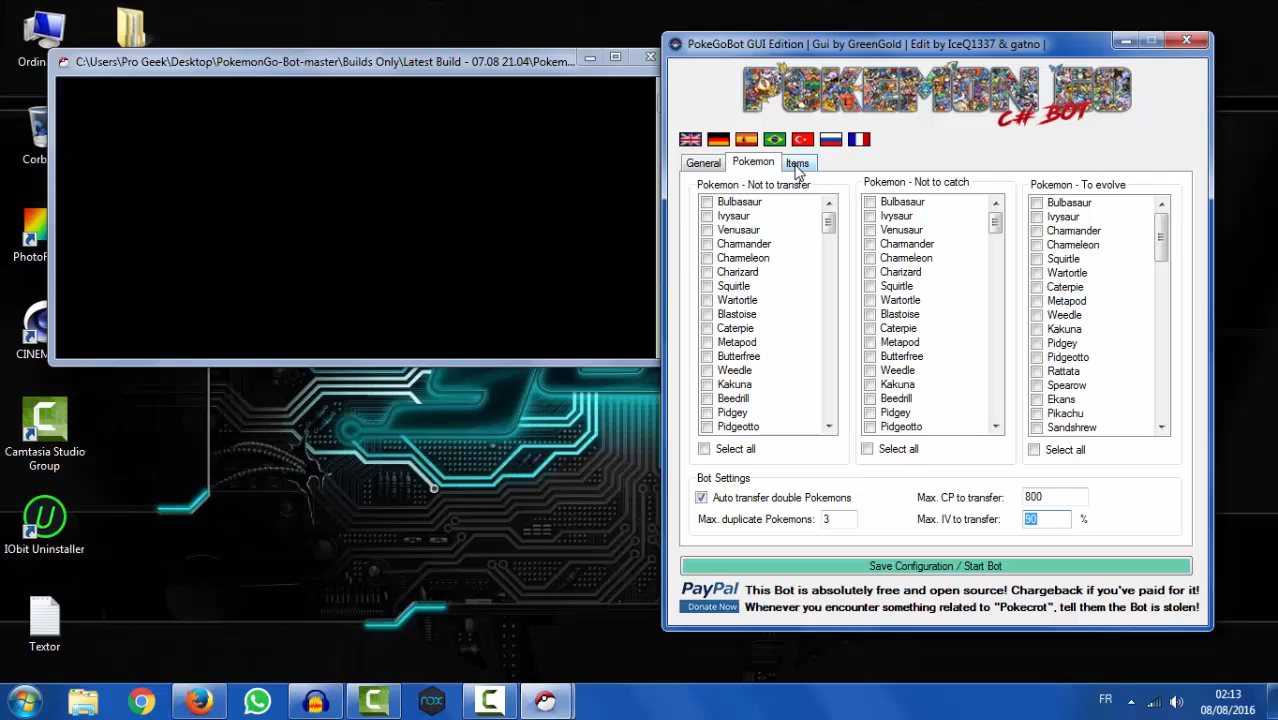 Ordin
C:\Users\Pro Geek\Desktop\PokemonGo-Bot-master\Builds Only\Latest Build - 07.08 21.04\Pokem...
Corb
PhotoF
CINEM
Camtasia Studio
Group
IObit Uninstaller
Textor
PokeGoBot GUI Edition | Gui by GreenGold | Edit by IceQ1337 & gatno |
POKEMON GO
C# BOT
General
Pokemon
Items
Pokemon - Not to transfer
Bulbasaur
Ivysaur
Venusaur
Charmander
Charmeleon
Charizard
Squirtle
Wartortle
Blastoise
Caterpie
Metapod
Butterfree
Weedle
Kakuna
Beedrill
Pidgey
Pidgeotto
Select all
Pokemon - Not to catch
Bulbasaur
Ivysaur
Venusaur
Charmander
Charmeleon
Charizard
Squirtle
Wartortle
Blastoise
Caterpie
Metapod
Butterfree
Weedle
Kakuna
Beedrill
Pidgey
Pidgeotto
Select all
Pokemon - To evolve
Bulbasaur
Ivysaur
Charmander
Charmeleon
Squirtle
Wartortle
Caterpie
Metapod
Weedle
Kakuna
Pidgey
Pidgeotto
Rattata
Spearow
Ekans
Pikachu
Sandshrew
Select all
Bot Settings
Auto transfer double Pokemons
Max. CP to transfer: 800
Max. duplicate Pokemons: 3
Max. IV to transfer: 90 %
Save Configuration / Start Bot
PayPal
Donate Now
This Bot is absolutely free and open source! Chargeback if you've paid for it!
Whenever you encounter something related to "Pokecrot", tell them the Bot is stolen!
nox
FR
02:13
08/08/2016